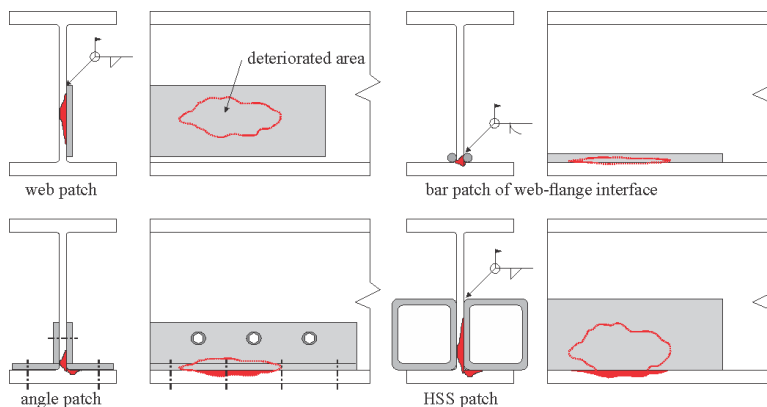 deteriorated area
web patch
bar patch of web-flange interface
angle patch
HSS patch